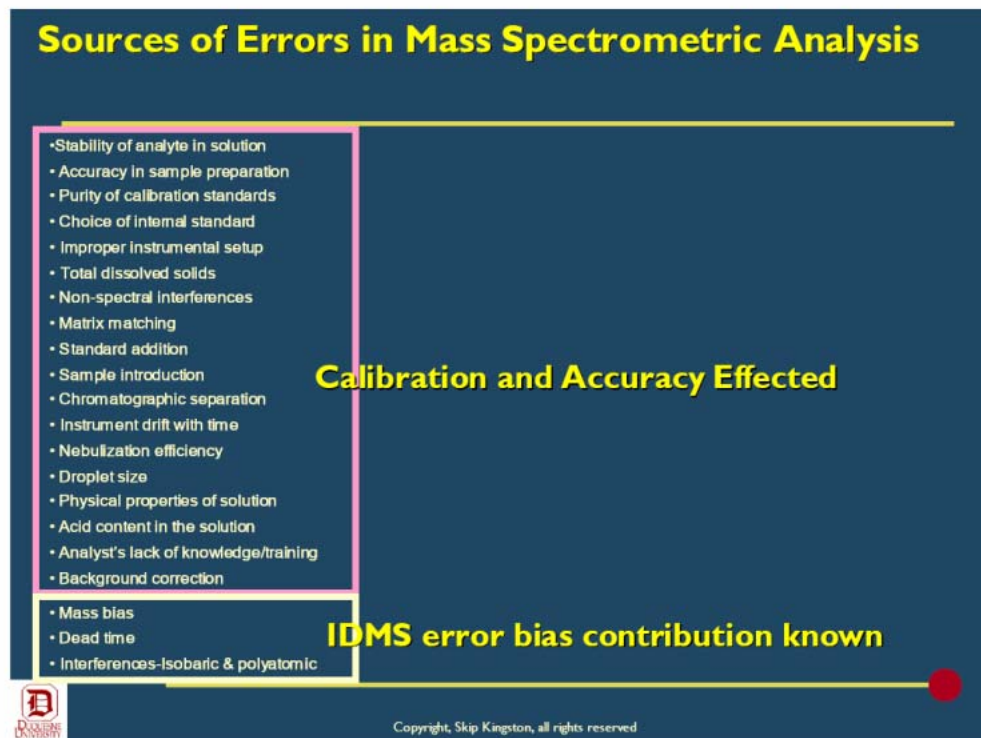 Sources of Errors in Mass Spectrometric Analysis
•Stability of analyte in solution
• Accuracy in sample preparation
• Purity of calibration standards
• Choice of internal standard
• Improper instrumental setup
• Total dissolved solids
• Non-spectral interferences
• Matrix matching
• Standard addition
• Sample introduction
• Chromatographic separation
• Instrument drift with time
• Nebulization efficiency
• Droplet size
• Physical properties of solution
• Acid content in the solution
• Analyst's lack of knowledge/training
• Background correction
Calibration and Accuracy Effected
• Mass bias
• Dead time
• Interferences-Isobaric & polyatomic
IDMS error bias contribution known
D
DUQUESNE
UNIVERSITY
Copyright, Skip Kingston, all rights reserved